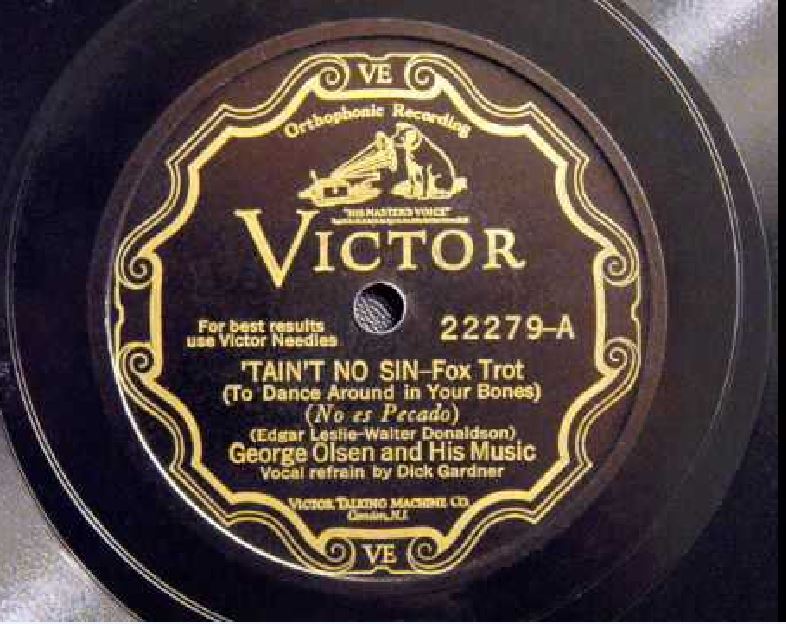 VE
Orthophonic Recording
"HIS MASTER'S VOICE"
VICTOR
For best results
use Victor Needles
22279-A
'TAIN'T NO SIN-Fox Trot
(To Dance Around in Your Bones)
(No es Pecado)
(Edgar Leslie-Walter Donaldson)
George Olsen and His Music
Vocal refrain by Dick Gardner
VICTOR TALKING MACHINE CO.
Camden, N.J.
VE